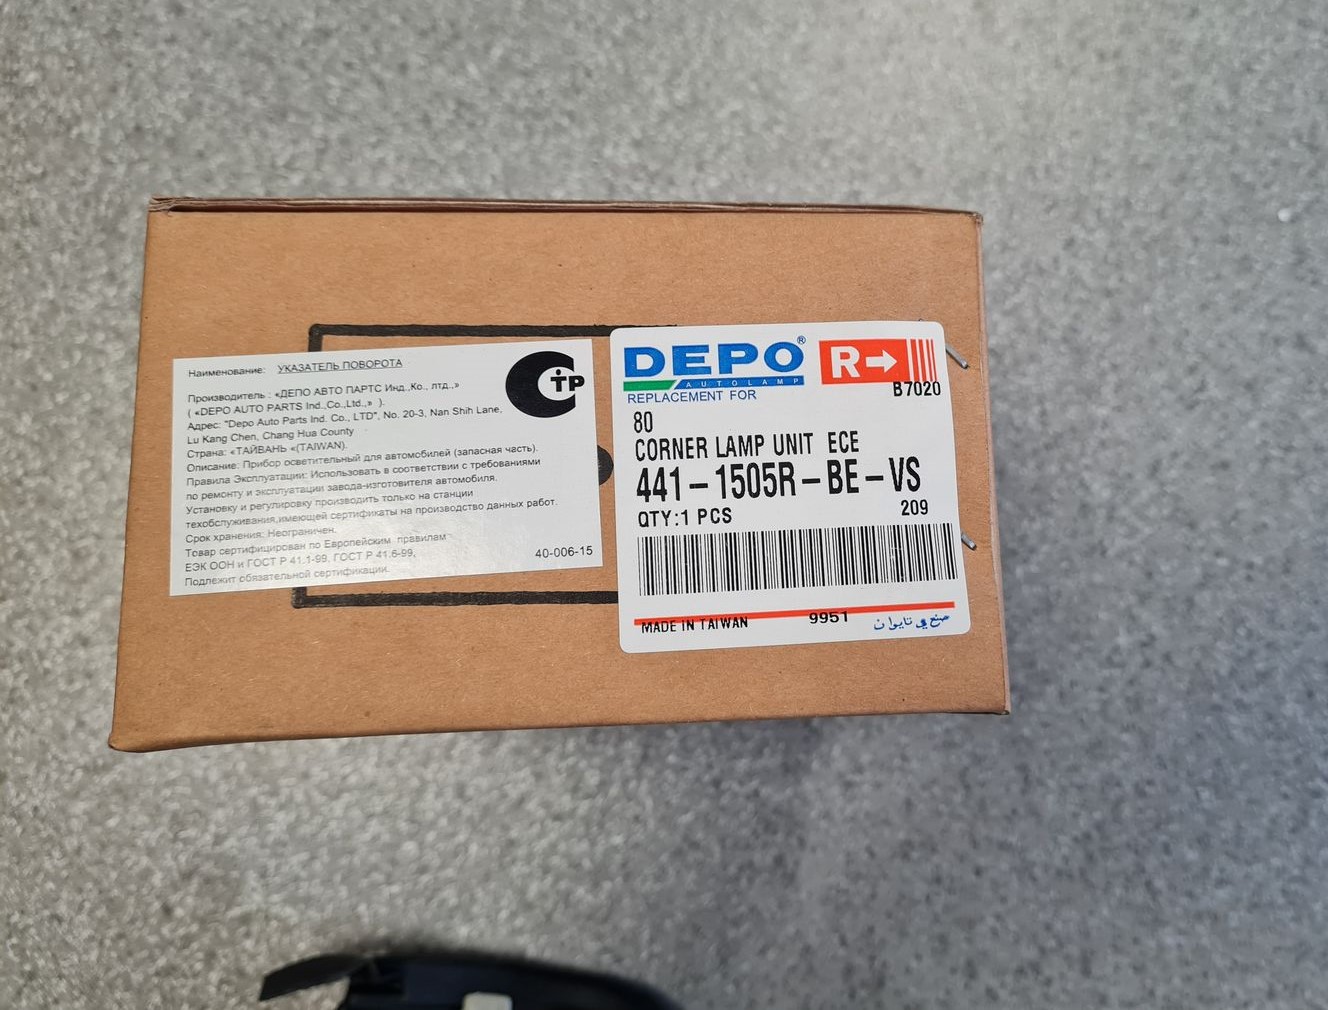 Наименование: УКАЗАТЕЛЬ ПОВОРОТА
Производитель : «ДЕПО АВТО ПАРТС Инд.,Ко., лтд.,»
( «DEPO AUTO PARTS Ind.,Co.,Ltd.,» ).
Адрес: "Depo Auto Parts Ind. Co., LTD", No. 20-3, Nan Shih Lane,
Lu Kang Chen, Chang Hua County
Страна: «ТАЙВАНЬ «(TAIWAN).
Описание: Прибор осветительный для автомобилей (запасная часть).
Правила Эксплуатации: Использовать в соответствии с требованиями
по ремонту и эксплуатации завода-изготовителя автомобиля.
Установку и регулировку производить только на станции
техобслуживания,имеющей сертификаты на производство данных работ.
Срок хранения: Неограничен.
Товар сертифицирован по Европейским правилам
ЕЭК ООН и ГОСТ Р 41.1-99, ГОСТ Р 41.6-99,
Подлежит обязательной сертификации.
40-006-15
DEPO®
AUTOLAMP
R→
REPLACEMENT FOR
B7020
80
CORNER LAMP UNIT ECE
441-1505R-BE-VS
QTY:1 PCS 209
MADE IN TAIWAN 9951 صنع في تايوان